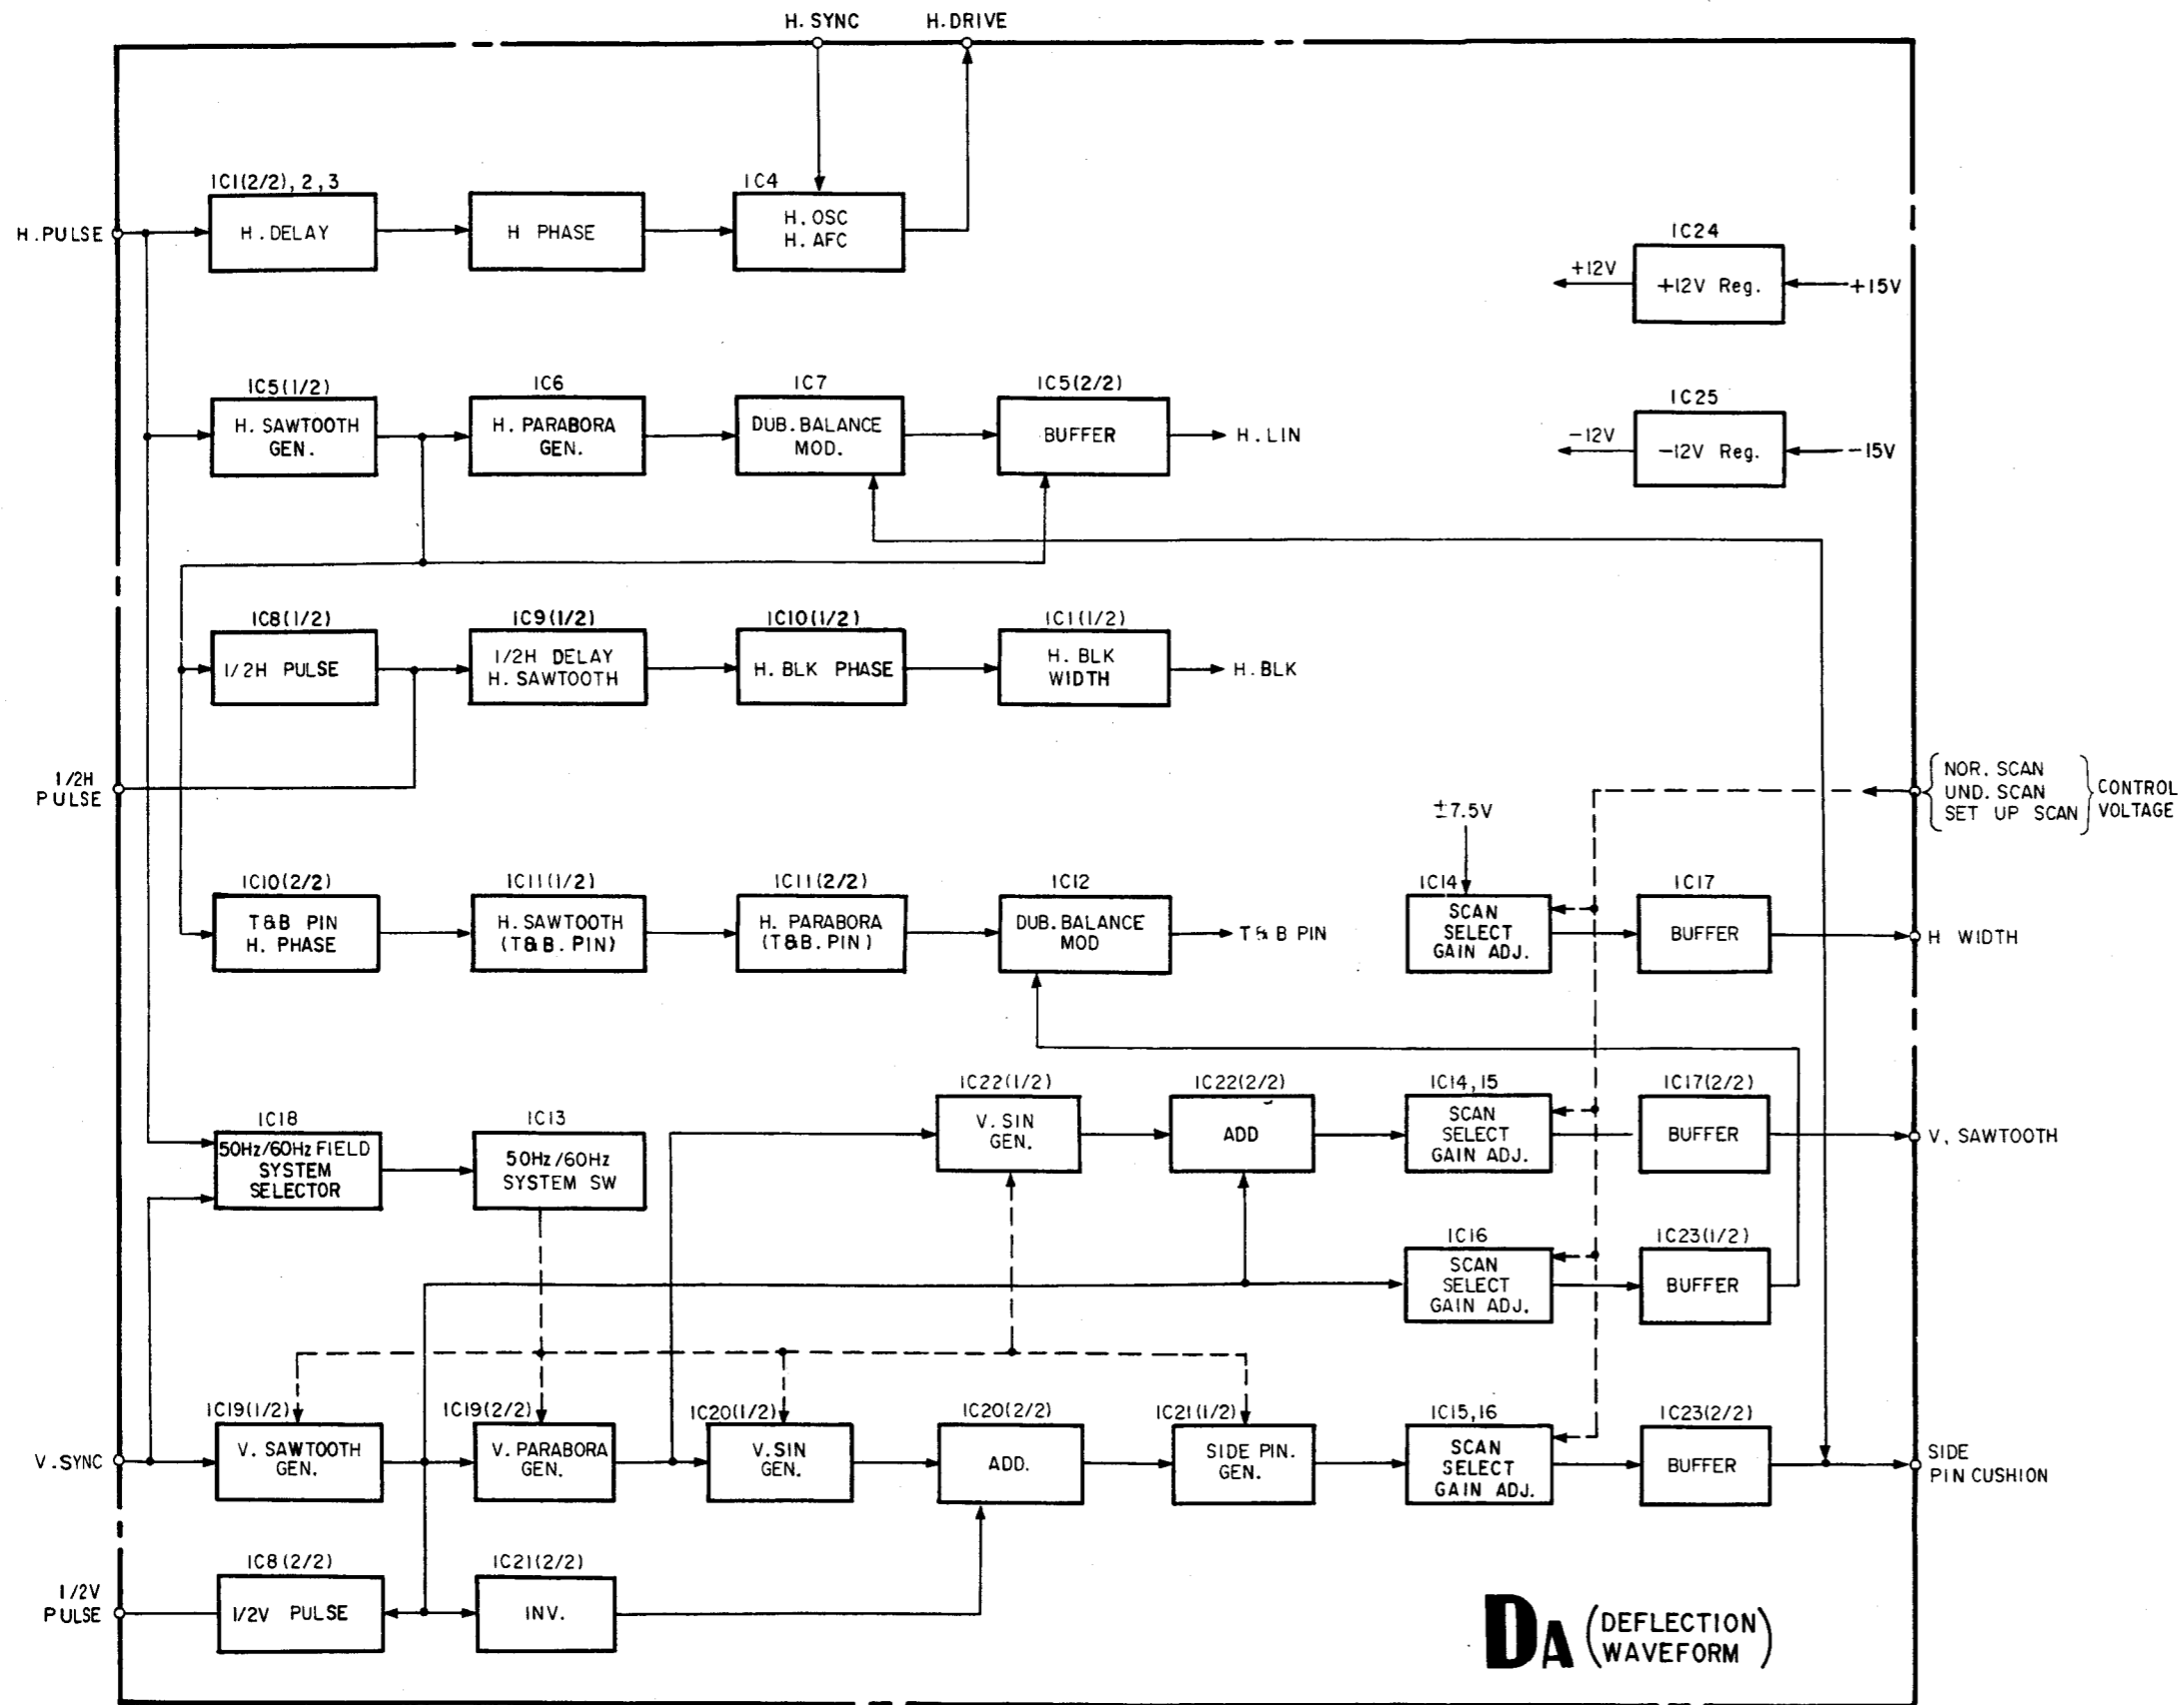 H. SYNC
H.DRIVE
IC1(2/2), 2, 3
IC4
H.PULSE
H. DELAY
H PHASE
H. OSC
H. AFC
IC24
+12V
+12V Reg.
+15V
IC5(1/2)
IC6
IC7
IC5(2/2)
IC25
H. SAWTOOTH
GEN.
H. PARABORA
GEN.
DUB. BALANCE
MOD.
BUFFER
H. LIN
-12V
-12V Reg.
-15V
IC8(1/2)
IC9(1/2)
IC10(1/2)
IC1(1/2)
1/2H PULSE
1/2H DELAY
H. SAWTOOTH
H. BLK PHASE
H. BLK
WIDTH
H. BLK
1/2H
PULSE
NOR. SCAN
UND. SCAN
SET UP SCAN
CONTROL
VOLTAGE
±7.5V
IC10(2/2)
IC11(1/2)
IC11(2/2)
IC12
IC14
IC17
T&B PIN
H. PHASE
H. SAWTOOTH
(T&B. PIN)
H. PARABORA
(T&B. PIN)
DUB. BALANCE
MOD
T & B PIN
SCAN
SELECT
GAIN ADJ.
BUFFER
H WIDTH
IC22(1/2)
IC22(2/2)
IC14, 15
IC17(2/2)
IC18
IC13
V. SIN
GEN.
ADD
SCAN
SELECT
GAIN ADJ.
BUFFER
V. SAWTOOTH
50Hz/60Hz FIELD
SYSTEM
SELECTOR
50Hz/60Hz
SYSTEM SW
IC16
IC23(1/2)
SCAN
SELECT
GAIN ADJ.
BUFFER
IC19(1/2)
IC19(2/2)
IC20(1/2)
IC20(2/2)
IC21(1/2)
IC15, 16
IC23(2/2)
V. SYNC
V. SAWTOOTH
GEN.
V. PARABORA
GEN.
V.SIN
GEN.
ADD.
SIDE PIN.
GEN.
SCAN
SELECT
GAIN ADJ.
BUFFER
SIDE
PIN CUSHION
IC8(2/2)
IC21(2/2)
1/2V
PULSE
1/2V PULSE
INV.
DA (DEFLECTION
WAVEFORM)